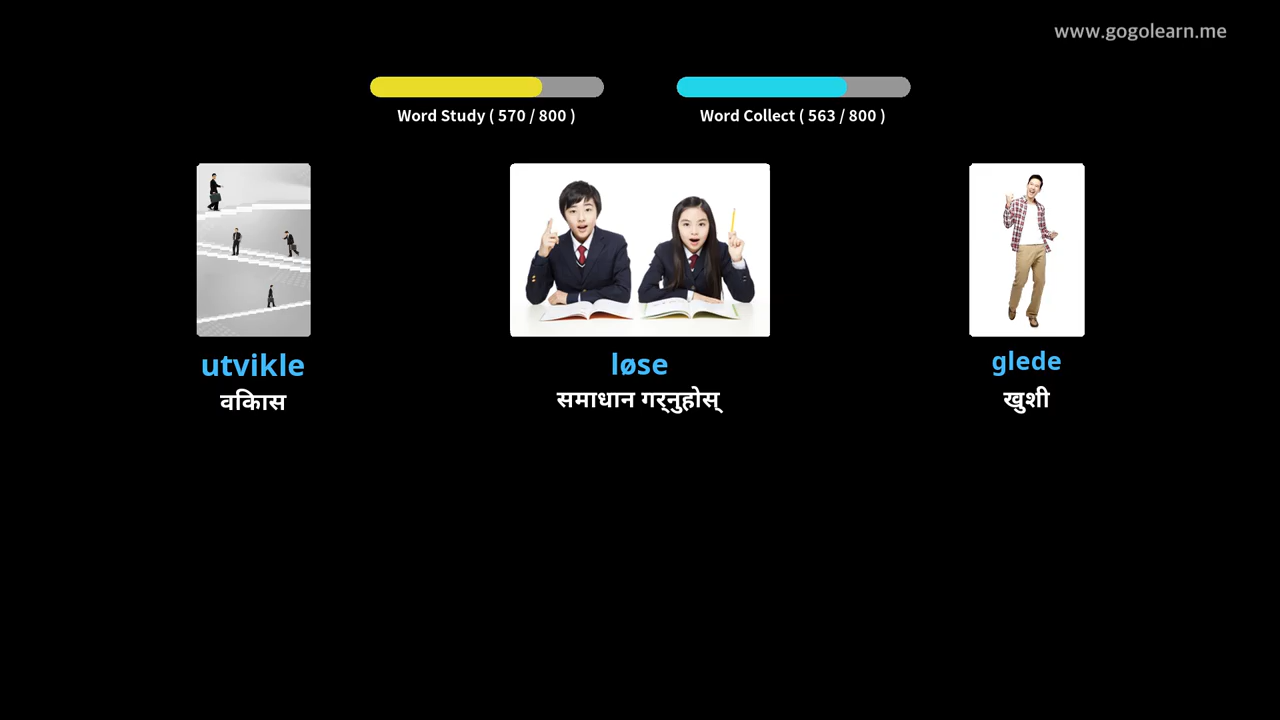 www.gogolearn.me
Word Study ( 570 / 800 )
Word Collect ( 563 / 800 )
utvikle
løse
glede
विकास
समाधान गर्नुहोस्
खुशी